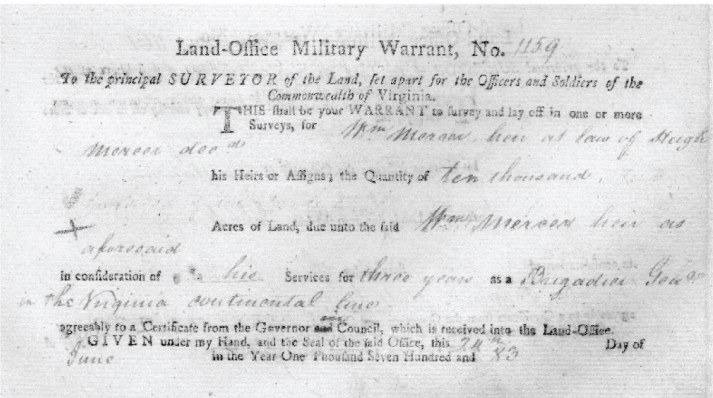 Land-Office Military Warrant, No. 1159
To the principal SURVEYOR of the Land, set apart for the Officers and Soldiers of the
Commonwealth of Virginia.
THIS shall be your WARRANT to survey and lay off in one or more
Surveys, for Wm Mercer heir at law of Hugh
Mercer decd
his Heirs or Assigns, the Quantity of ten thousand
Acres of Land, due unto the said Wm Mercer heir as
aforesaid
in consideration of his Services for three years as a Brigadier Genl
in the Virginia continental line
agreeably to a Certificate from the Governor and Council, which is received into the Land-Office.
GIVEN under my Hand, and the Seal of the said Office, this 24th Day of
June in the Year One Thousand Seven Hundred and 83